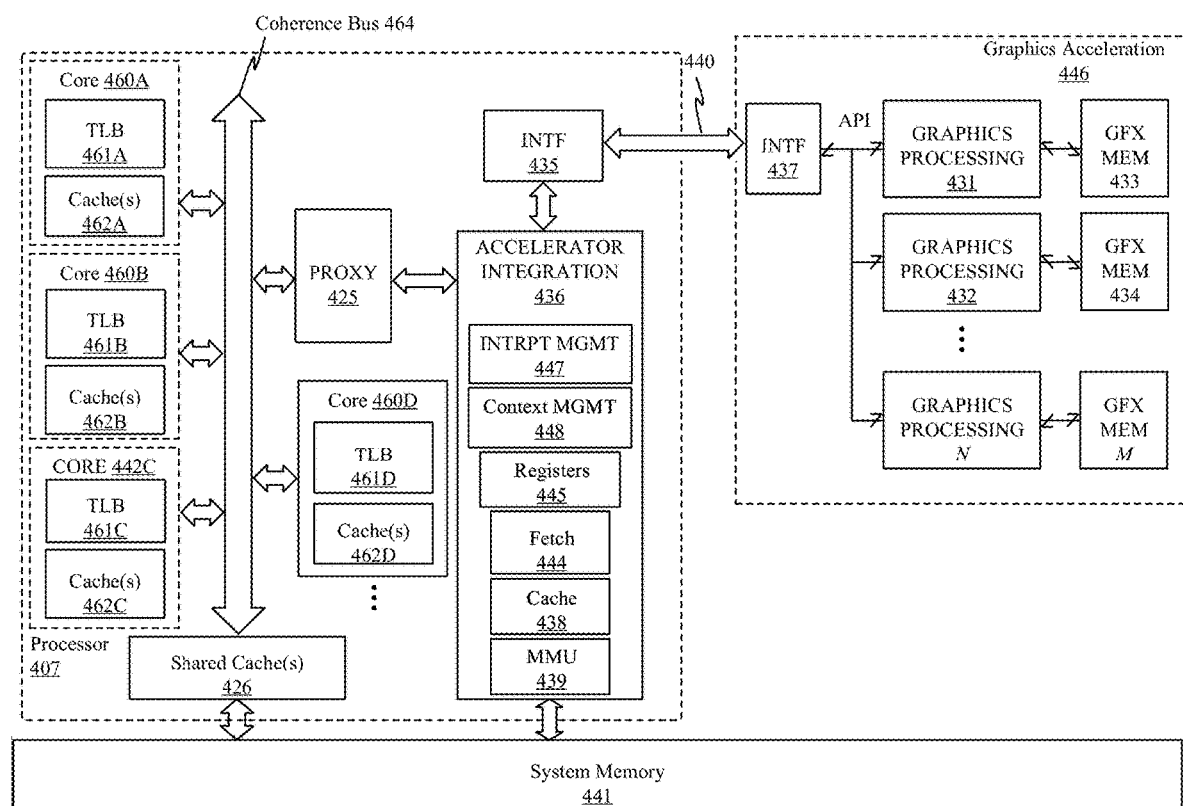 Coherence Bus 464
Core 460A
TLB
461A
Cache(s)
462A
Core 460B
TLB
461B
Cache(s)
462B
CORE 442C
TLB
461C
Cache(s)
462C
Processor
407
PROXY
425
Core 460D
TLB
461D
Cache(s)
462D
Shared Cache(s)
426
INTF
435
ACCELERATOR
INTEGRATION
436
INTRPT MGMT
447
Context MGMT
448
Registers
445
Fetch
444
Cache
438
MMU
439
440
Graphics Acceleration
446
INTF
437
API
GRAPHICS
PROCESSING
431
GFX
MEM
433
GRAPHICS
PROCESSING
432
GFX
MEM
434
GRAPHICS
PROCESSING
N
GFX
MEM
M
System Memory
441